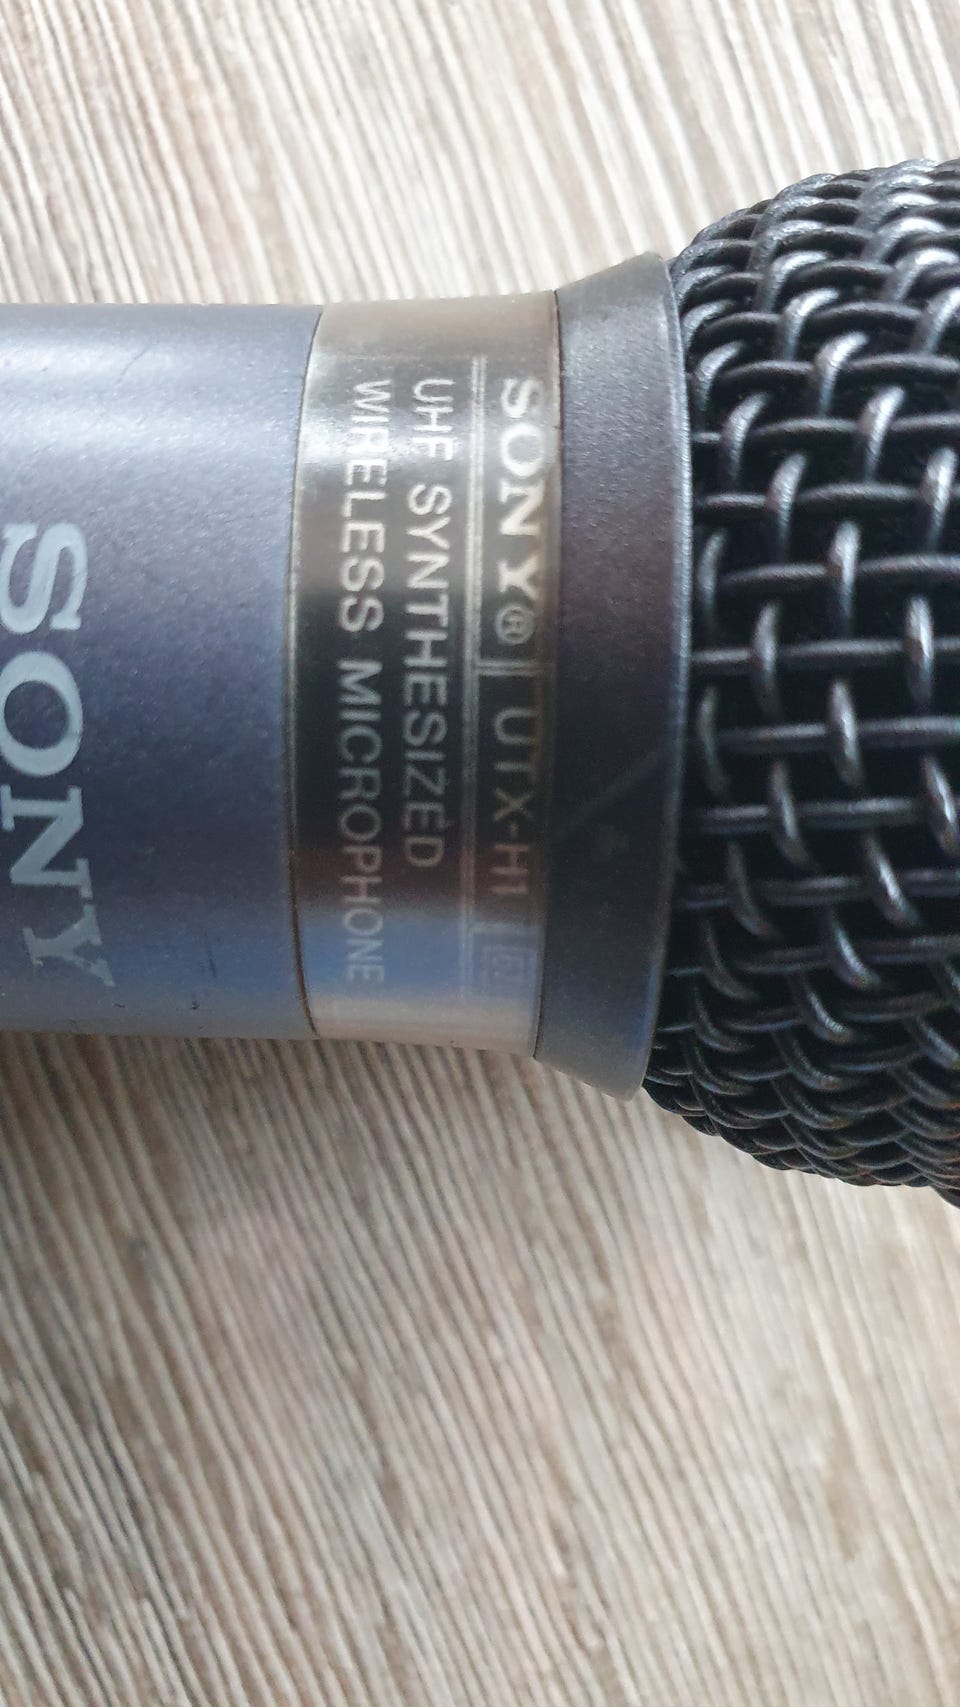 SONY® UTX-H1
UHF SYNTHESIZED
WIRELESS MICROPHONE
SONY